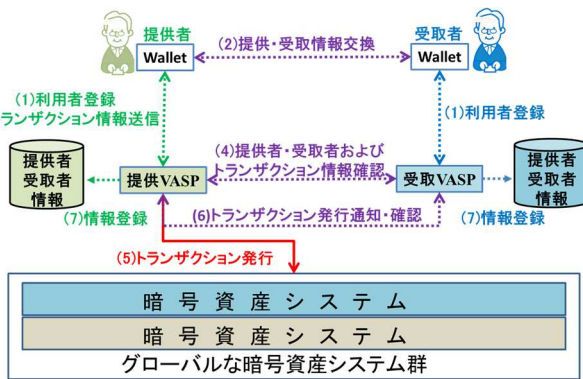 提供者
受取者
Wallet
(2)提供・受取情報交換
Wallet
(1)利用者登録
ランザクション情報送信
(1)利用者登録
提供者
受取者
情報
提供VASP
(4)提供者・受取者および
トランザクション情報確認
受取VASP
提供者
受取者
情報
(7)情報登録
(6)トランザクション発行通知・確認
(7)情報登録
(5)トランザクション発行
暗号資産システム
暗号資産システム
グローバルな暗号資産システム群